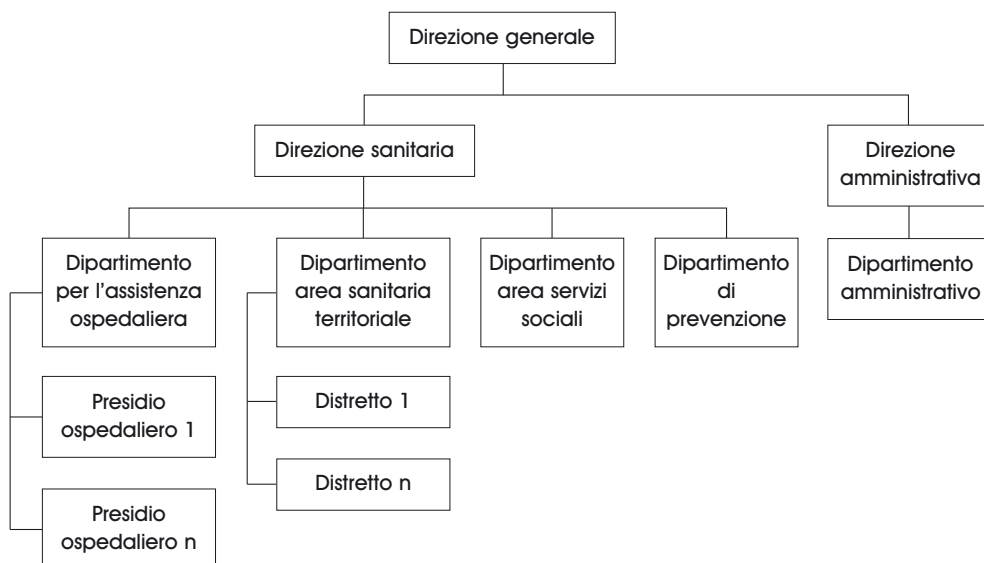 Direzione generale
Direzione sanitaria
Direzione
amministrativa
Dipartimento
per l'assistenza
ospedaliera
Dipartimento
area sanitaria
territoriale
Dipartimento
area servizi
sociali
Dipartimento
di
prevenzione
Dipartimento
amministrativo
Presidio
ospedaliero 1
Distretto 1
Presidio
ospedaliero n
Distretto n